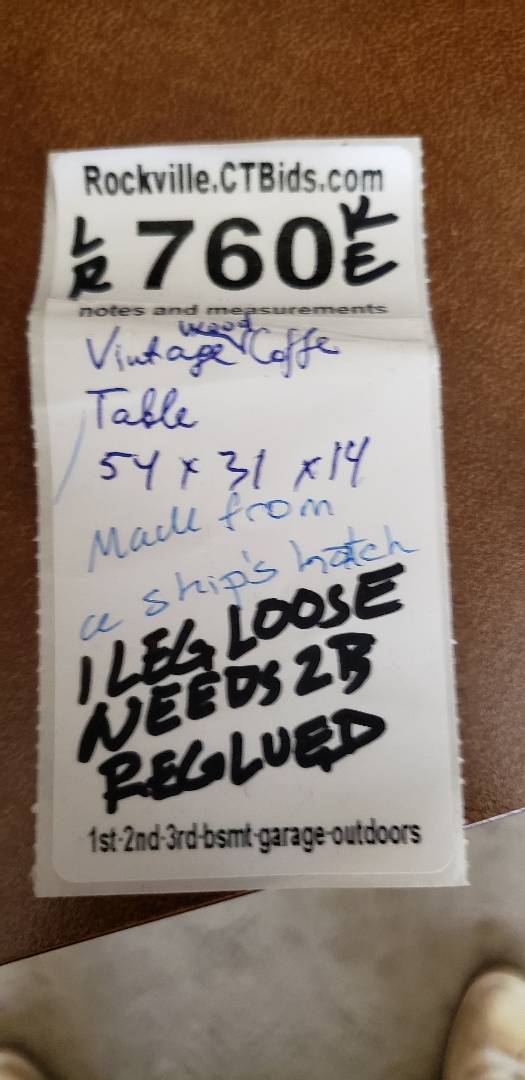 Rockville.CTBids.com
LR 760 KE
notes and measurements
Vintage wood Coffe
Table
54 x 31 x 14
Made from
a ship's hatch
1 LEG LOOSE
NEEDS 2B
REGLUED
1st-2nd-3rd-bsmt-garage-outdoors